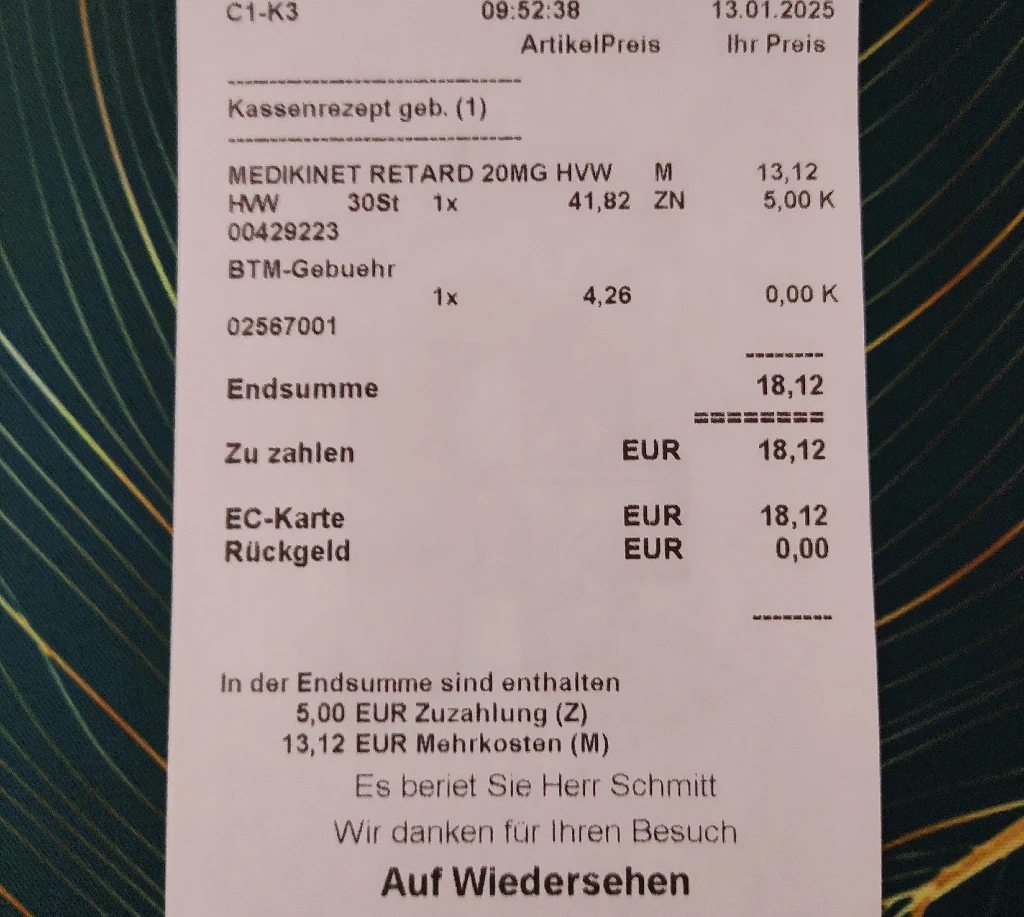 C1-K3 09:52:38 13.01.2025
ArtikelPreis Ihr Preis
------------------------------------
Kassenrezept geb. (1)
------------------------------------
MEDIKINET RETARD 20MG HVW M 13,12
HVW 30St 1x 41,82 ZN 5,00 K
00429223
BTM-Gebuehr
1x 4,26 0,00 K
02567001
--------
Endsumme 18,12
========
Zu zahlen EUR 18,12
EC-Karte EUR 18,12
Rückgeld EUR 0,00
--------
In der Endsumme sind enthalten
5,00 EUR Zuzahlung (Z)
13,12 EUR Mehrkosten (M)
Es beriet Sie Herr Schmitt
Wir danken für Ihren Besuch
Auf Wiedersehen